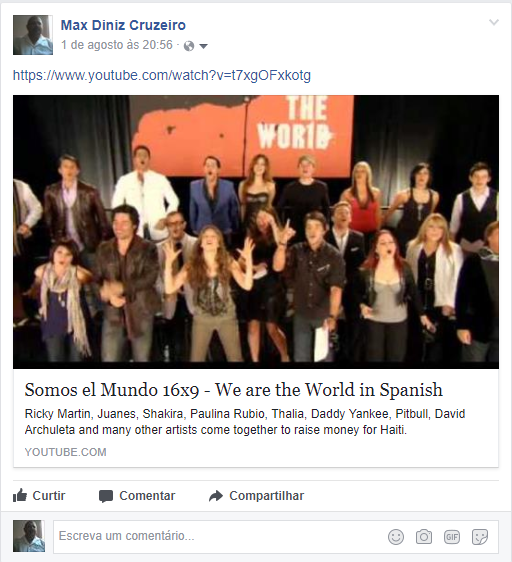 Max Diniz Cruzeiro
1 de agosto às 20:56 ·
https://www.youtube.com/watch?v=t7xgOFxkotg
THE
WORLD
Somos el Mundo 16x9 - We are the World in Spanish
Ricky Martin, Juanes, Shakira, Paulina Rubio, Thalia, Daddy Yankee, Pitbull, David
Archuleta and many other artists come together to raise money for Haiti.
YOUTUBE.COM
Curtir Comentar Compartilhar
Escreva um comentário...
GIF